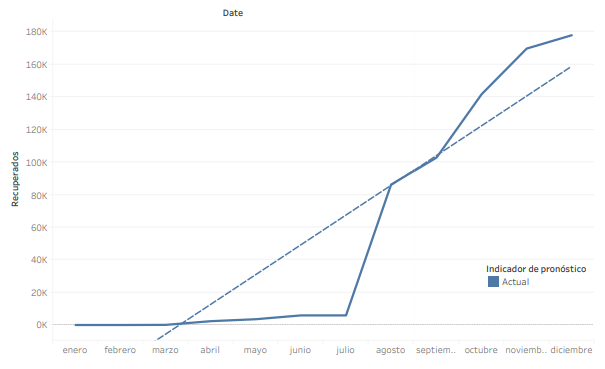 Date
180K
160K
140K
120K
100K
80K
60K
40K
20K
0K
Recuperados
Indicador de pronóstico
Actual
enero febrero marzo abril mayo junio julio agosto septiem.. octubre noviemb.. diciembre